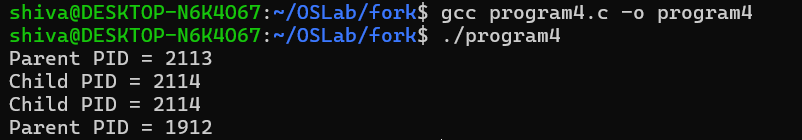 shiva@DESKTOP-N6K4O67:~/OSLab/fork$ gcc program4.c -o program4
shiva@DESKTOP-N6K4O67:~/OSLab/fork$ ./program4
Parent PID = 2113
Child PID = 2114
Child PID = 2114
Parent PID = 1912